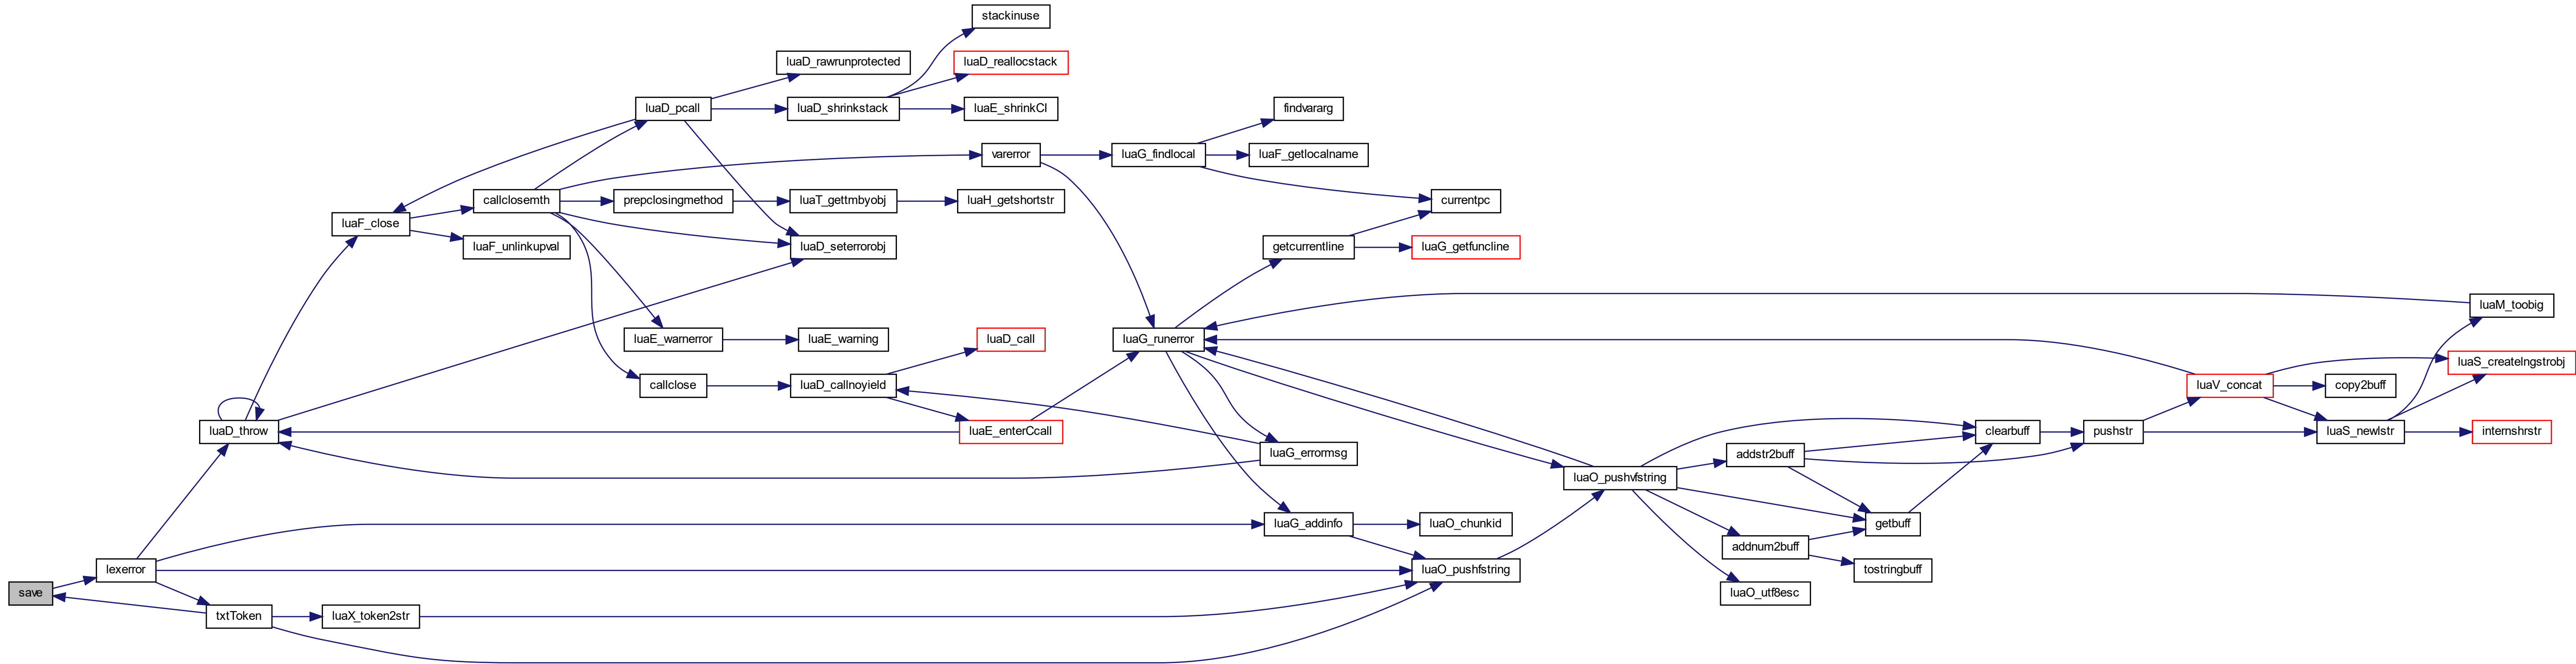 stackinuse
luaD_rawrunprotected
luaD_reallocstack
luaD_pcall
luaD_shrinkstack
luaE_shrinkCI
findvararg
varerror
luaG_findlocal
luaF_getlocalname
callclosemth
prepclosingmethod
luaT_gettmbyobj
luaH_getshortstr
currentpc
luaF_close
luaF_unlinkupval
luaD_seterrorobj
getcurrentline
luaG_getfuncline
luaM_toobig
luaE_warnerror
luaE_warning
luaD_call
luaG_runerror
luaS_createlngstrobj
callclose
luaD_callnoyield
luaV_concat
copy2buff
luaD_throw
luaE_enterCcall
clearbuff
pushstr
luaS_newlstr
internshrstr
luaG_errormsg
addstr2buff
luaO_pushvfstring
luaG_addinfo
luaO_chunkid
getbuff
addnum2buff
lexerror
luaO_pushfstring
tostringbuff
save
luaO_utf8esc
txtToken
luaX_token2str